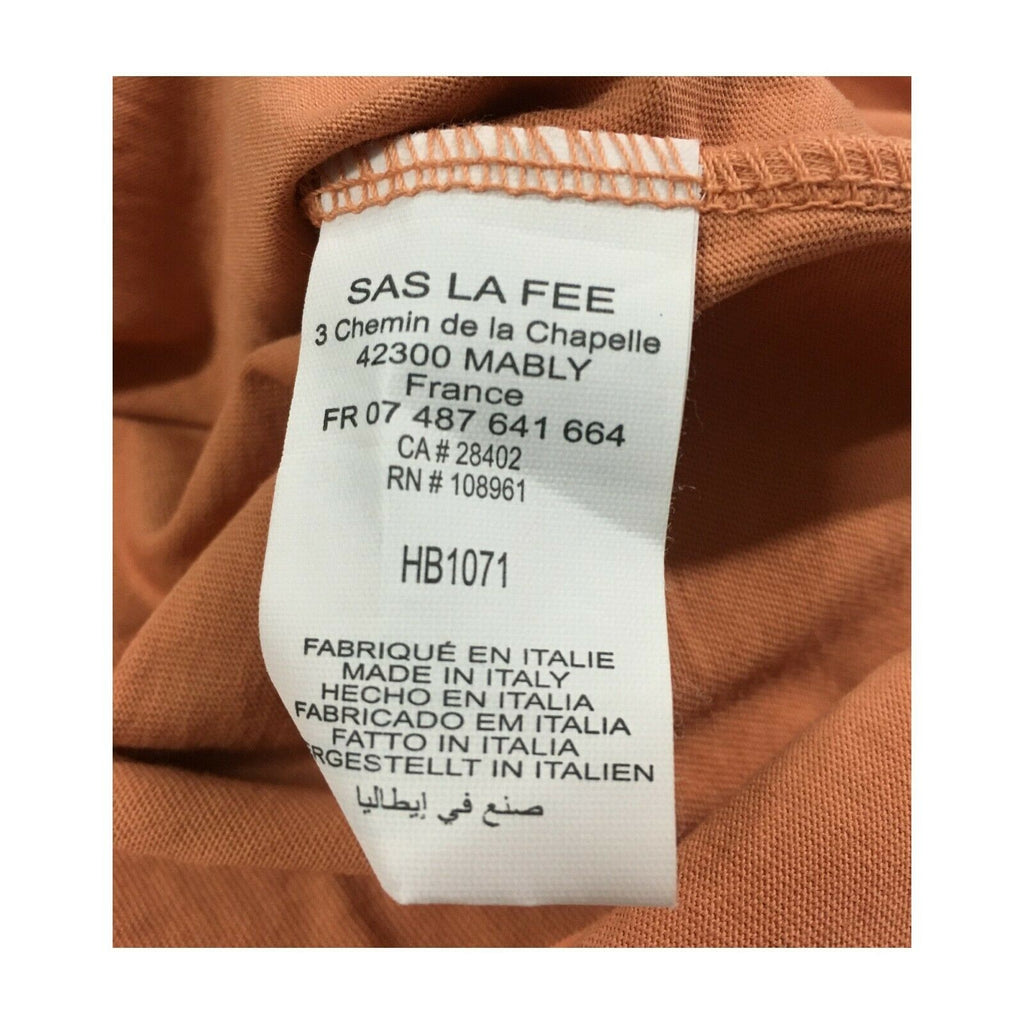 SAS LA FEE
3 Chemin de la Chapelle
42300 MABLY
France
FR 07 487 641 664
CA # 28402
RN # 108961
HB1071
FABRIQUÉ EN ITALIE
MADE IN ITALY
HECHO EN ITALIA
FABRICADO EM ITALIA
FATTO IN ITALIA
ERGESTELLT IN ITALIEN
صنع في إيطاليا